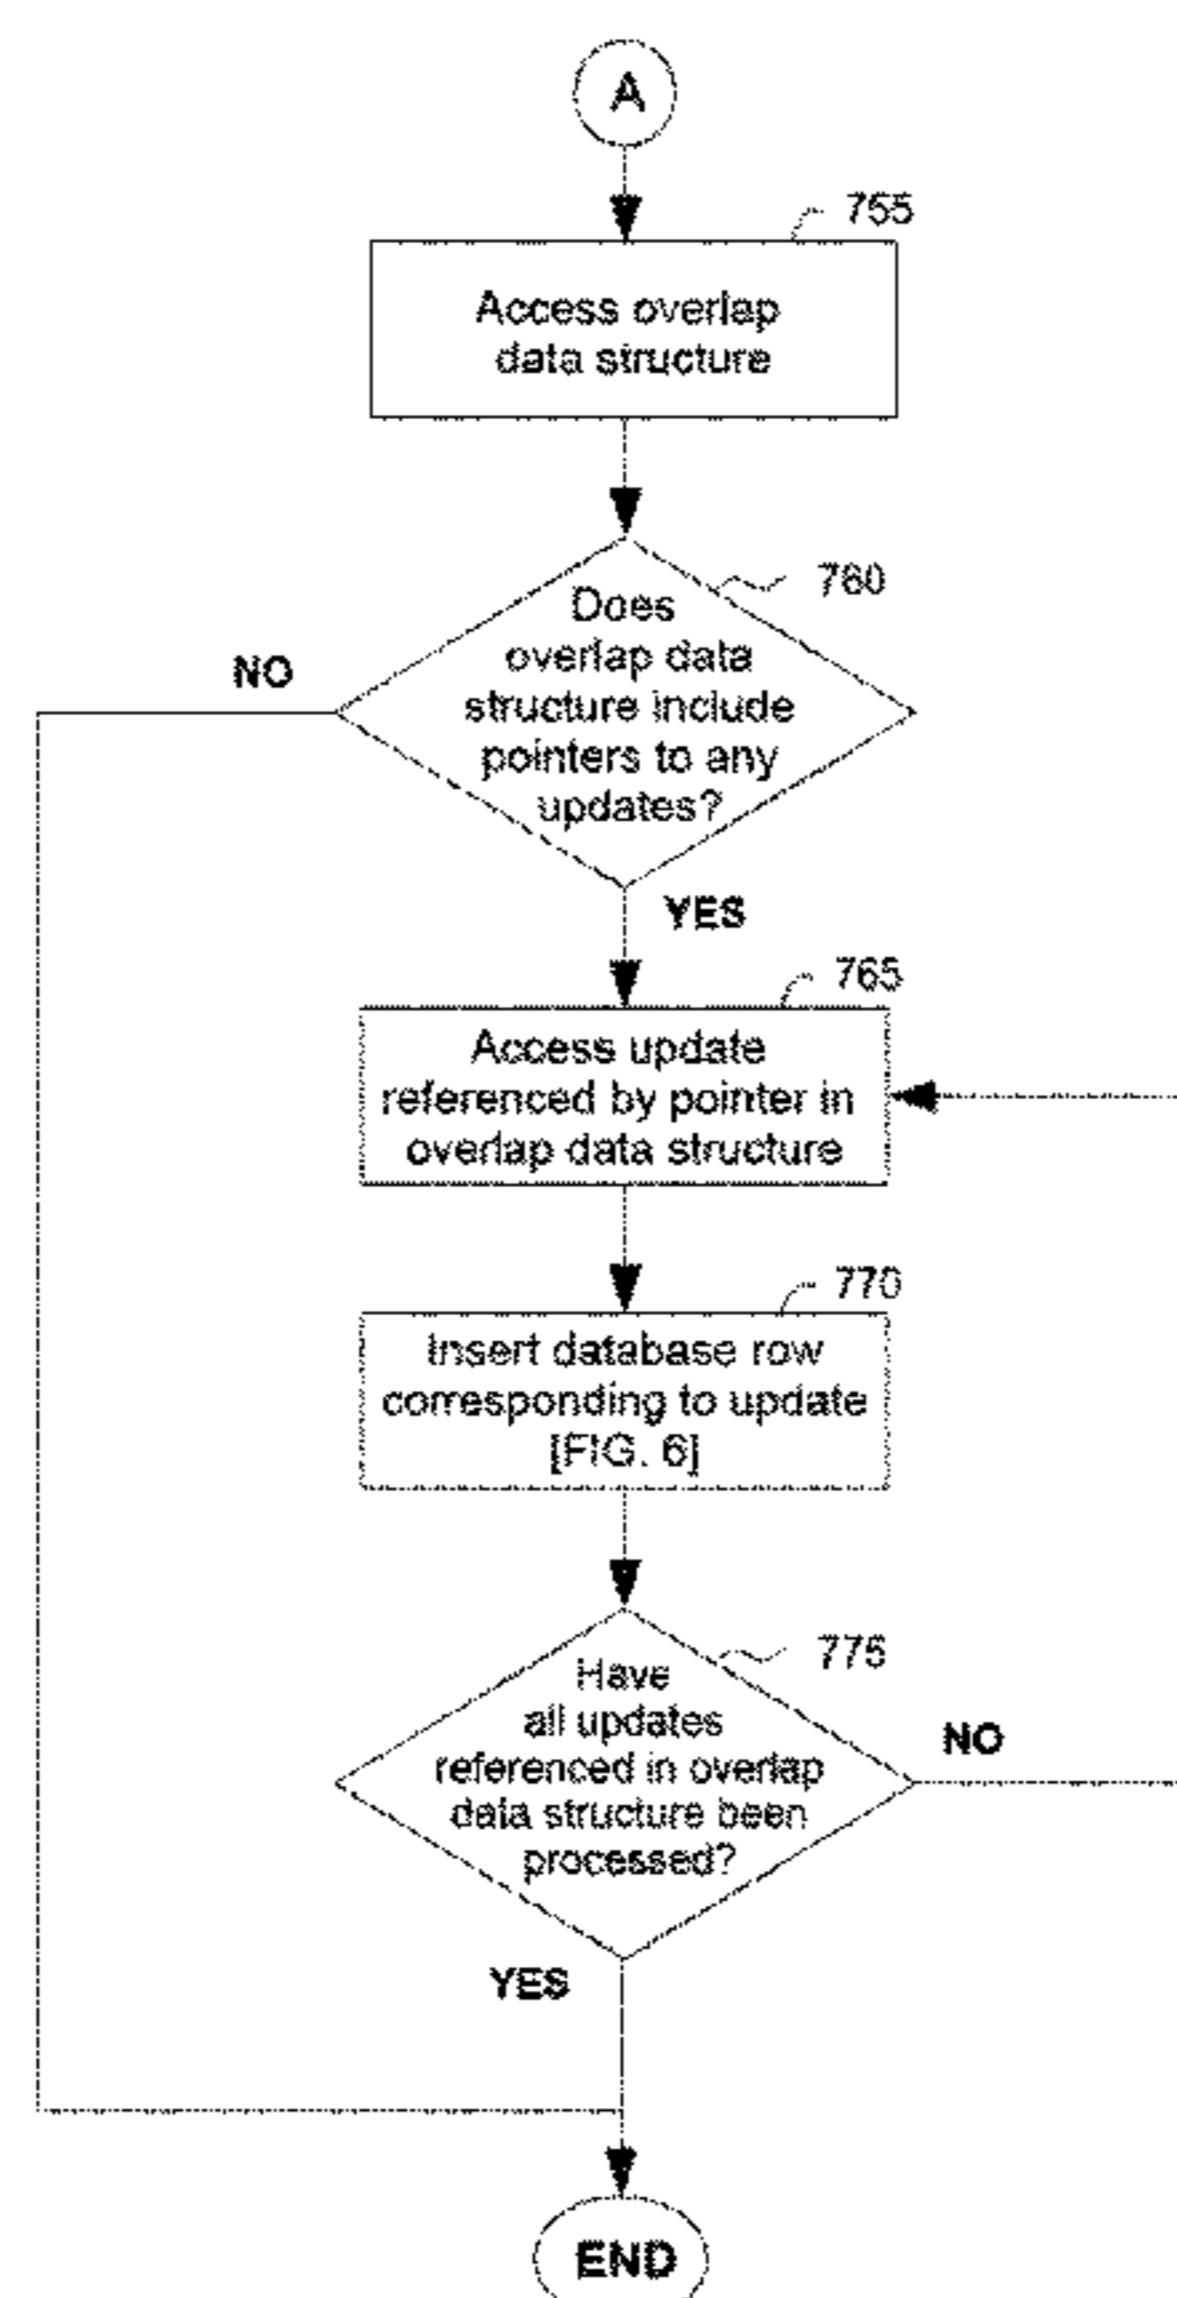 A
755
Access overlap
data structure
760
Does
overlap data
structure include
pointers to any
updates?
NO
YES
765
Access update
referenced by pointer in
overlap data structure
770
Insert database row
corresponding to update
[FIG. 6]
775
Have
all updates
referenced in overlap
data structure been
processed?
NO
YES
END